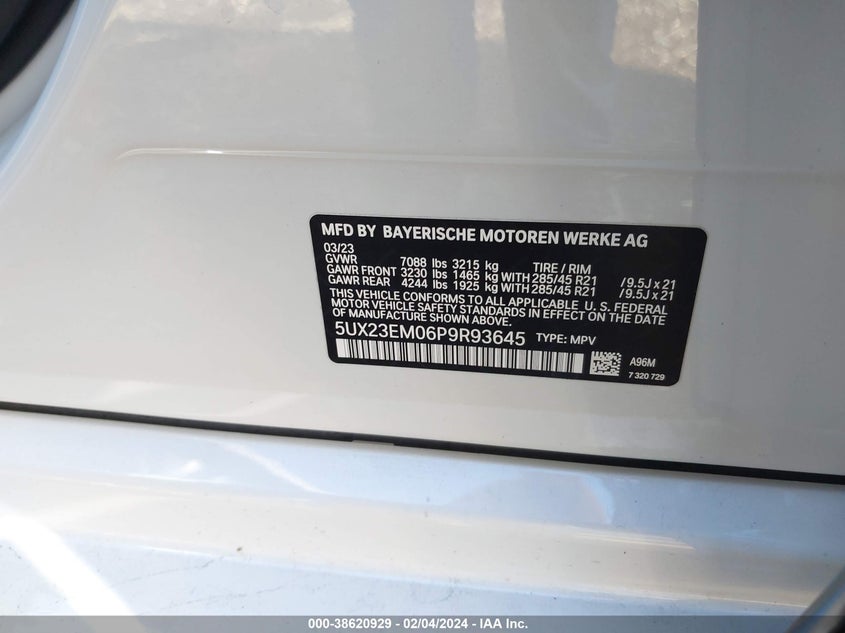 MFD BY BAYERISCHE MOTOREN WERKE AG
03/23
GVWR 7088 lbs 3215 kg TIRE / RIM
GAWR FRONT 3230 lbs 1465 kg WITH 285/45 R21 / 9.5J x 21
GAWR REAR 4244 lbs 1925 kg WITH 285/45 R21 / 9.5J x 21
THIS VEHICLE CONFORMS TO ALL APPLICABLE U. S. FEDERAL
MOTOR VEHICLE SAFETY STANDARDS IN EFFECT ON THE DATE
OF MANUFACTURE SHOWN ABOVE.
5UX23EM06P9R93645 TYPE: MPV
A96M
7 320 729
000-38620929 - 02/04/2024 - IAA Inc.